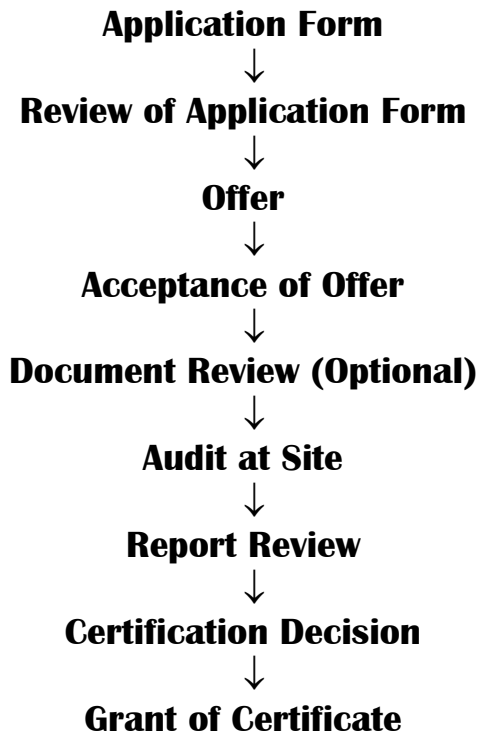 Application Form
↓
Review of Application Form
↓
Offer
↓
Acceptance of Offer
↓
Document Review (Optional)
↓
Audit at Site
↓
Report Review
↓
Certification Decision
↓
Grant of Certificate